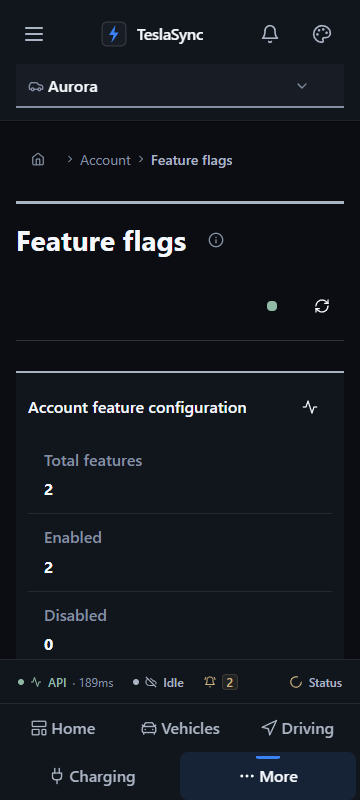 TeslaSync
Aurora
Account
Feature flags
Feature flags
Account feature configuration
Total features
2
Enabled
2
Disabled
0
API · 189ms
Idle
2
Status
Home
Vehicles
Driving
Charging
More